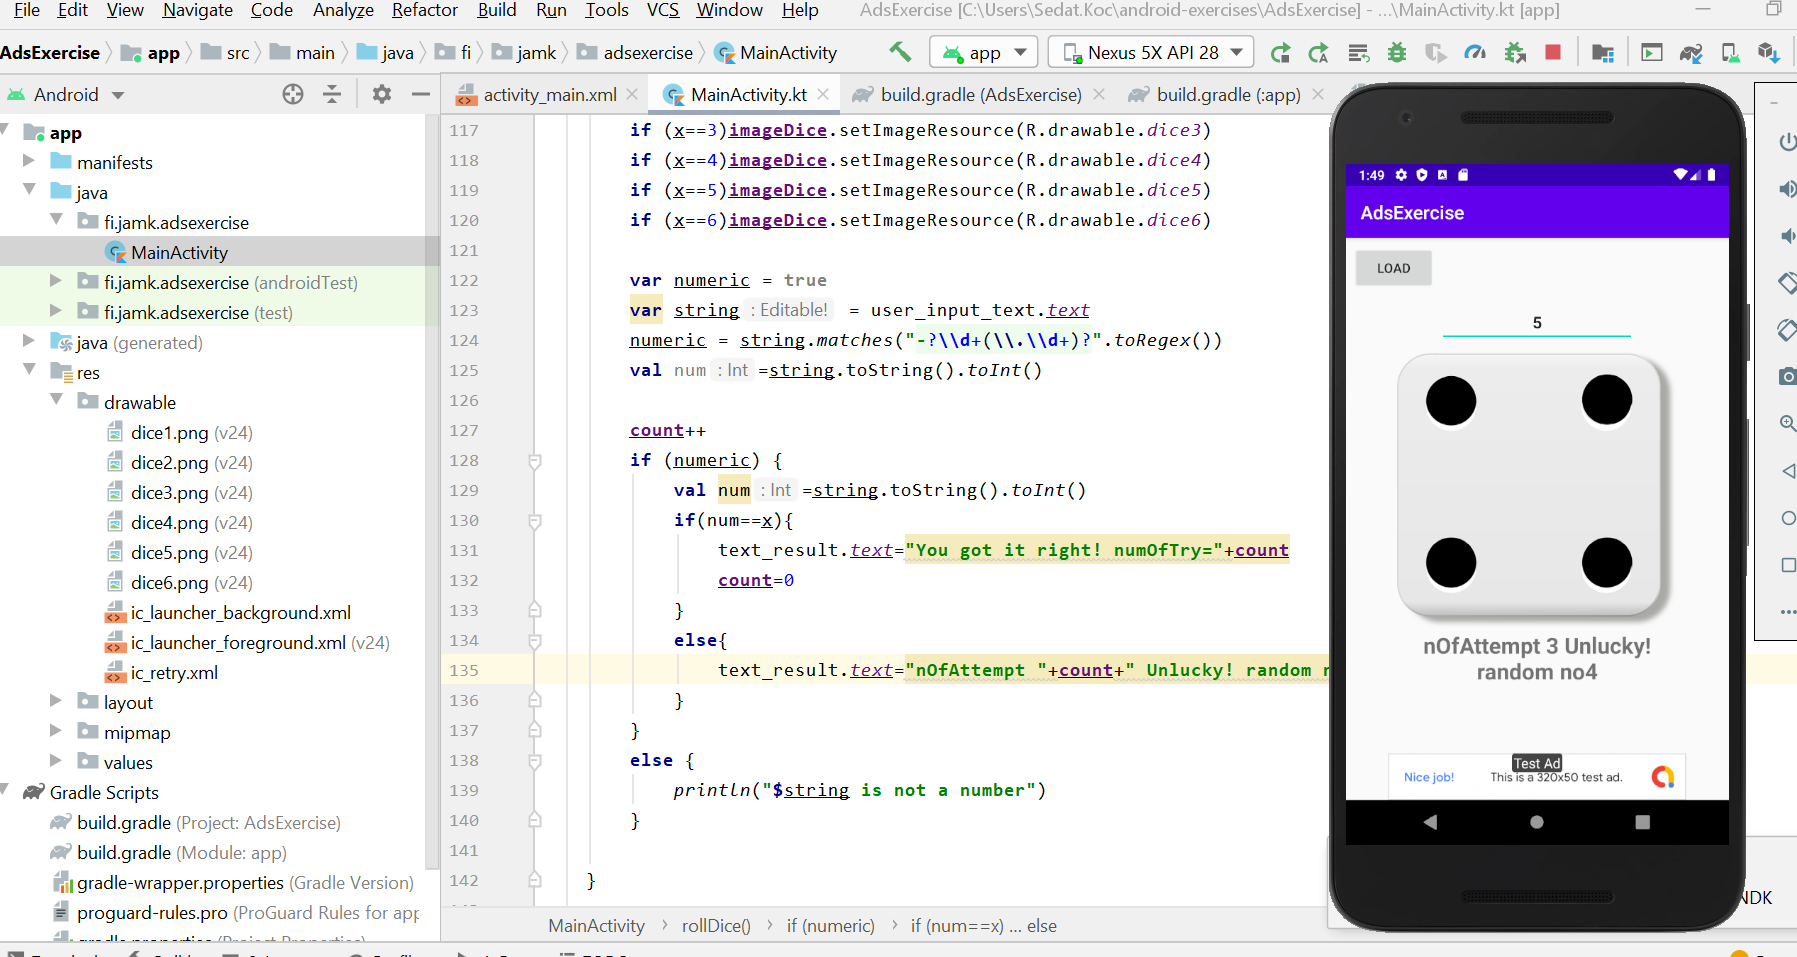 File Edit View Navigate Code Analyze Refactor Build Run Tools VCS Window Help AdsExercise [C:\Users\Sedat.Koc\android-exercises\AdsExercise] - ...\MainActivity.kt [app]
AdsExercise app src main java fi jamk adsexercise MainActivity app Nexus 5X API 28
Android
activity_main.xml MainActivity.kt build.gradle (AdsExercise) build.gradle (:app)
app
manifests
java
fi.jamk.adsexercise
MainActivity
fi.jamk.adsexercise (androidTest)
fi.jamk.adsexercise (test)
java (generated)
res
drawable
dice1.png (v24)
dice2.png (v24)
dice3.png (v24)
dice4.png (v24)
dice5.png (v24)
dice6.png (v24)
ic_launcher_background.xml
ic_launcher_foreground.xml (v24)
ic_retry.xml
layout
mipmap
values
Gradle Scripts
build.gradle (Project: AdsExercise)
build.gradle (Module: app)
gradle-wrapper.properties (Gradle Version)
proguard-rules.pro (ProGuard Rules for app
gradle.properties (Project Properties)
117 if (x==3)imageDice.setImageResource(R.drawable.dice3)
118 if (x==4)imageDice.setImageResource(R.drawable.dice4)
119 if (x==5)imageDice.setImageResource(R.drawable.dice5)
120 if (x==6)imageDice.setImageResource(R.drawable.dice6)
121
122 var numeric = true
123 var string : Editable! = user_input_text.text
124 numeric = string.matches("-?\\d+(\\.\\d+)?".toRegex())
125 val num : Int =string.toString().toInt()
126
127 count++
128 if (numeric) {
129 val num : Int =string.toString().toInt()
130 if(num==x){
131 text_result.text="You got it right! numOfTry="+count
132 count=0
133 }
134 else{
135 text_result.text="nOfAttempt "+count+" Unlucky! random n
136 }
137 }
138 else {
139 println("$string is not a number")
140 }
141
142 }
MainActivity rollDice() if (numeric) if (num==x) ... else
1:49
AdsExercise
LOAD
5
nOfAttempt 3 Unlucky!
random no4
Test Ad
Nice job! This is a 320x50 test ad.
NDK